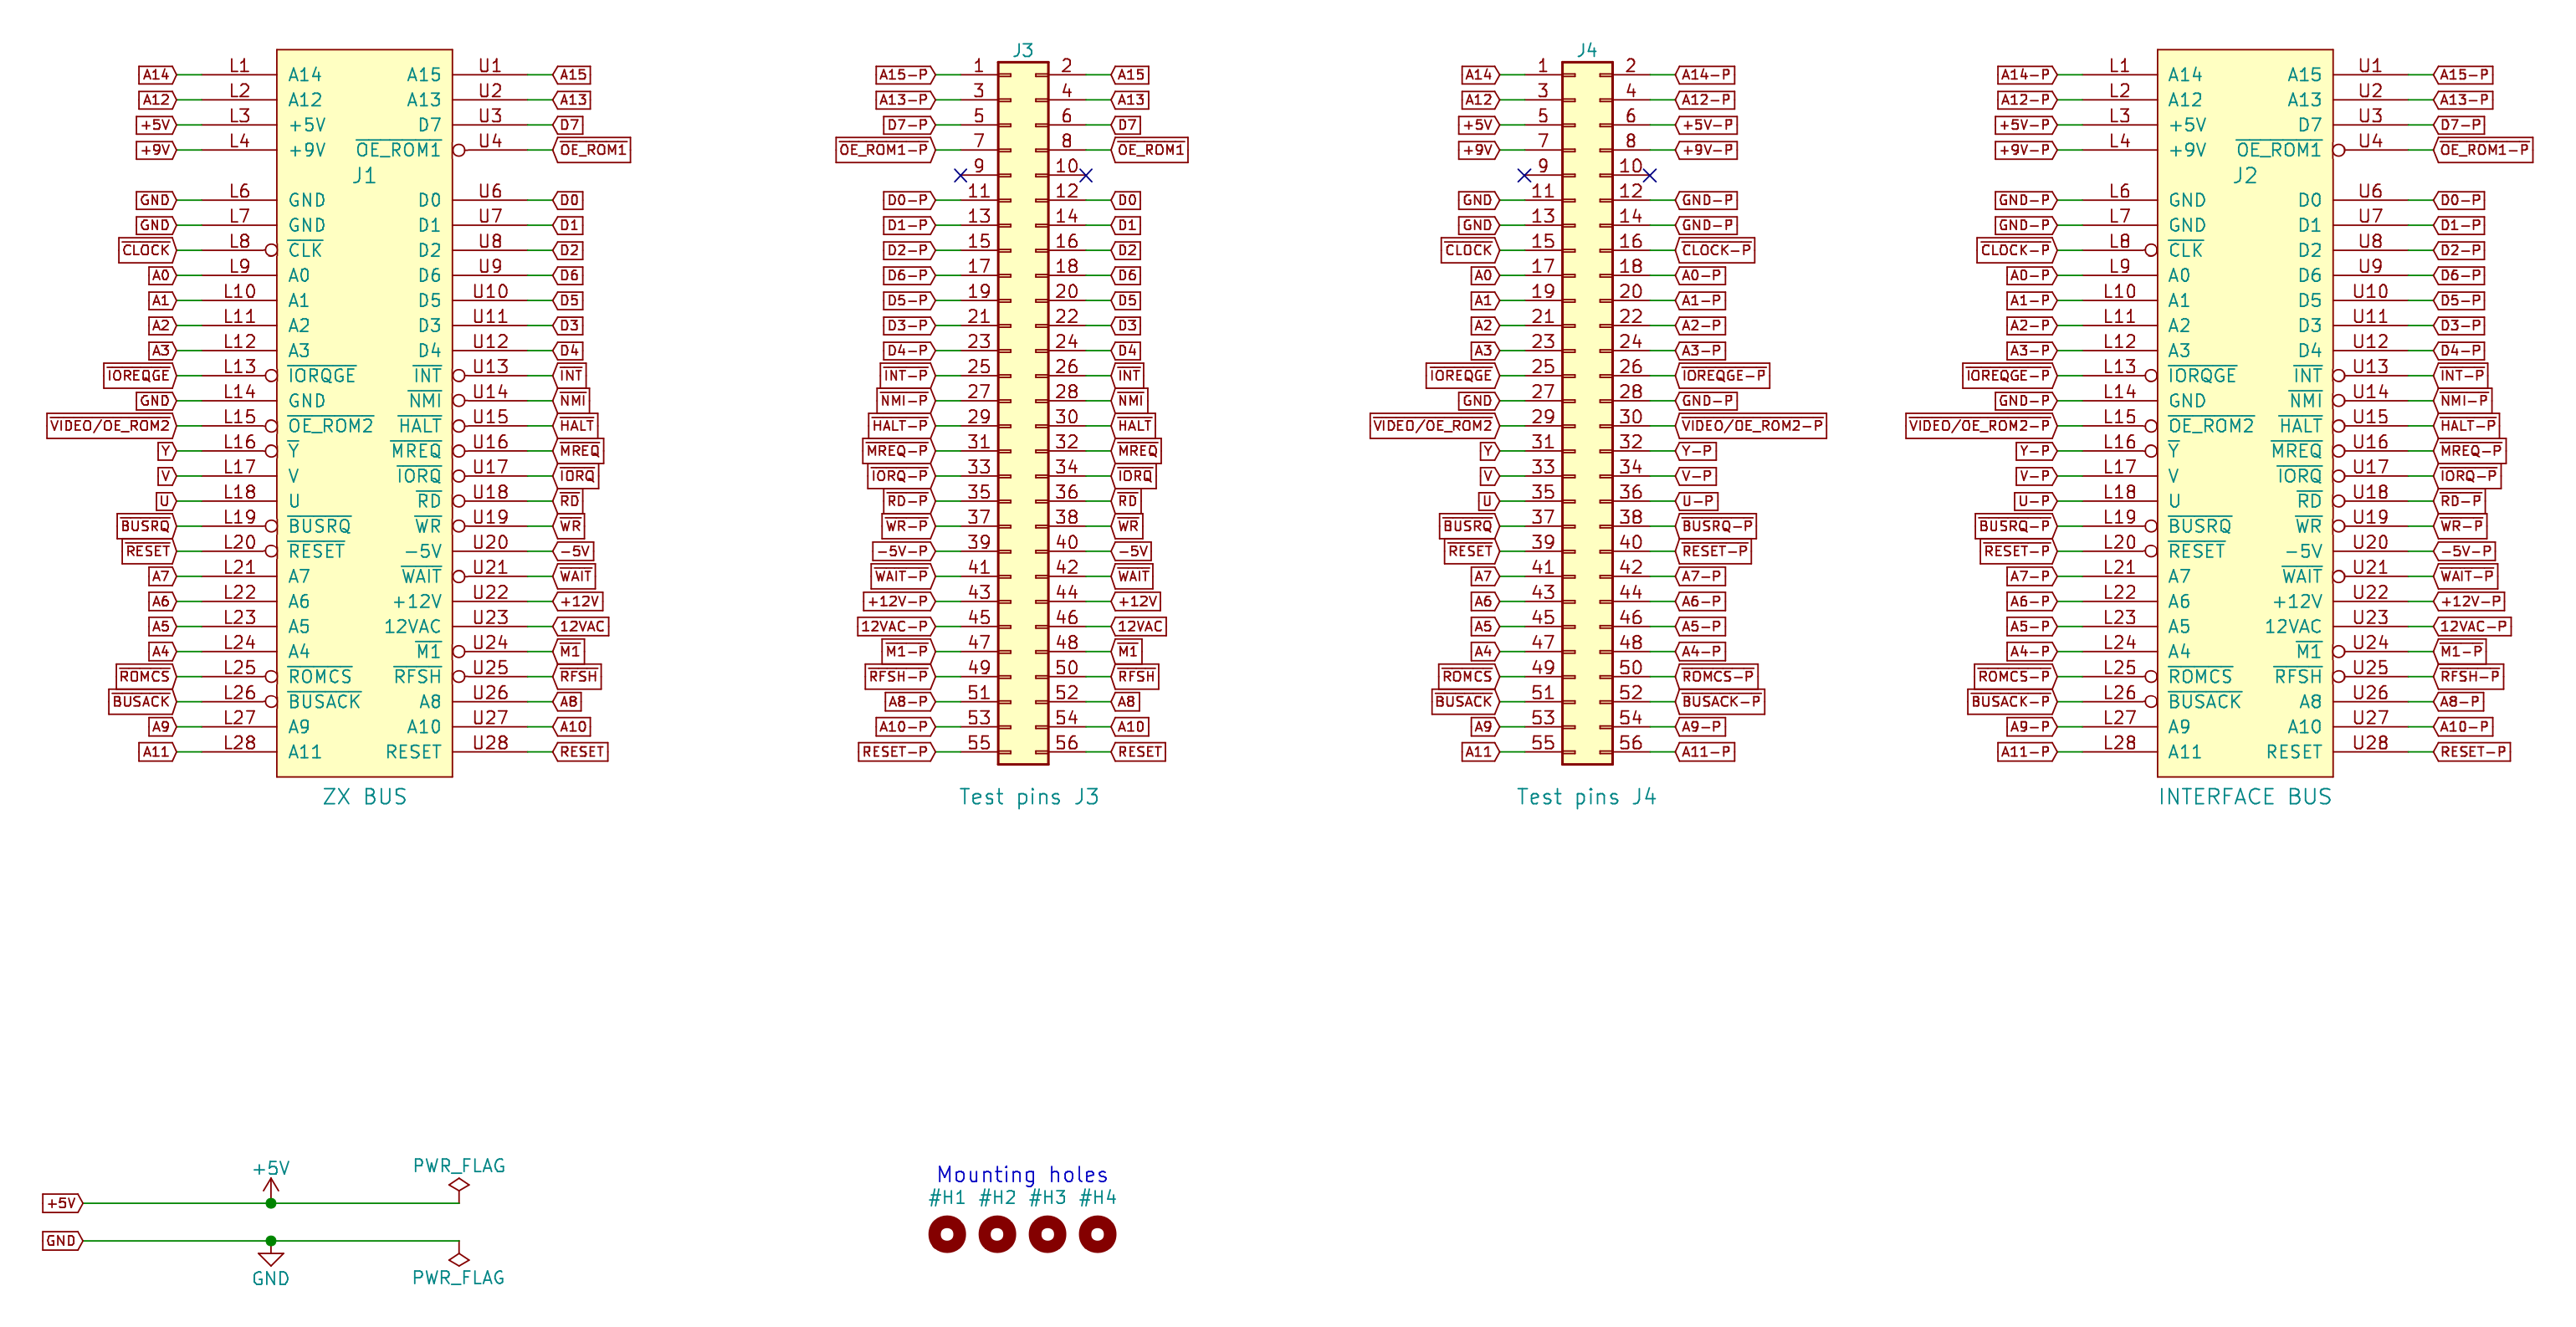 A14 L1 A14 A15 U1 A15
A12 L2 A12 A13 U2 A13
+5V L3 +5V D7 U3 D7
+9V L4 +9V OE_ROM1 U4 OE_ROM1
J1
GND L6 GND D0 U6 D0
GND L7 GND D1 U7 D1
CLOCK L8 CLK D2 U8 D2
A0 L9 A0 D6 U9 D6
A1 L10 A1 D5 U10 D5
A2 L11 A2 D3 U11 D3
A3 L12 A3 D4 U12 D4
IOREQGE L13 IORQGE INT U13 INT
GND L14 GND NMI U14 NMI
VIDEO/OE_ROM2 L15 OE_ROM2 HALT U15 HALT
Y L16 Y MREQ U16 MREQ
V L17 V IORQ U17 IORQ
U L18 U RD U18 RD
BUSRQ L19 BUSRQ WR U19 WR
RESET L20 RESET -5V U20 -5V
A7 L21 A7 WAIT U21 WAIT
A6 L22 A6 +12V U22 +12V
A5 L23 A5 12VAC U23 12VAC
A4 L24 A4 M1 U24 M1
ROMCS L25 ROMCS RFSH U25 RFSH
BUSACK L26 BUSACK A8 U26 A8
A9 L27 A9 A10 U27 A10
A11 L28 A11 RESET U28 RESET
ZX BUS
J3
A15-P 1 2 A15
A13-P 3 4 A13
D7-P 5 6 D7
OE_ROM1-P 7 8 OE_ROM1
9 10
D0-P 11 12 D0
D1-P 13 14 D1
D2-P 15 16 D2
D6-P 17 18 D6
D5-P 19 20 D5
D3-P 21 22 D3
D4-P 23 24 D4
INT-P 25 26 INT
NMI-P 27 28 NMI
HALT-P 29 30 HALT
MREQ-P 31 32 MREQ
IORQ-P 33 34 IORQ
RD-P 35 36 RD
WR-P 37 38 WR
-5V-P 39 40 -5V
WAIT-P 41 42 WAIT
+12V-P 43 44 +12V
12VAC-P 45 46 12VAC
M1-P 47 48 M1
RFSH-P 49 50 RFSH
A8-P 51 52 A8
A10-P 53 54 A10
RESET-P 55 56 RESET
Test pins J3
J4
A14 1 2 A14-P
A12 3 4 A12-P
+5V 5 6 +5V-P
+9V 7 8 +9V-P
9 10
GND 11 12 GND-P
GND 13 14 GND-P
CLOCK 15 16 CLOCK-P
A0 17 18 A0-P
A1 19 20 A1-P
A2 21 22 A2-P
A3 23 24 A3-P
IOREQGE 25 26 IOREQGE-P
GND 27 28 GND-P
VIDEO/OE_ROM2 29 30 VIDEO/OE_ROM2-P
Y 31 32 Y-P
V 33 34 V-P
U 35 36 U-P
BUSRQ 37 38 BUSRQ-P
RESET 39 40 RESET-P
A7 41 42 A7-P
A6 43 44 A6-P
A5 45 46 A5-P
A4 47 48 A4-P
ROMCS 49 50 ROMCS-P
BUSACK 51 52 BUSACK-P
A9 53 54 A9-P
A11 55 56 A11-P
Test pins J4
A14-P L1 A14 A15 U1 A15-P
A12-P L2 A12 A13 U2 A13-P
+5V-P L3 +5V D7 U3 D7-P
+9V-P L4 +9V OE_ROM1 U4 OE_ROM1-P
J2
GND-P L6 GND D0 U6 D0-P
GND-P L7 GND D1 U7 D1-P
CLOCK-P L8 CLK D2 U8 D2-P
A0-P L9 A0 D6 U9 D6-P
A1-P L10 A1 D5 U10 D5-P
A2-P L11 A2 D3 U11 D3-P
A3-P L12 A3 D4 U12 D4-P
IOREQGE-P L13 IORQGE INT U13 INT-P
GND-P L14 GND NMI U14 NMI-P
VIDEO/OE_ROM2-P L15 OE_ROM2 HALT U15 HALT-P
Y-P L16 Y MREQ U16 MREQ-P
V-P L17 V IORQ U17 IORQ-P
U-P L18 U RD U18 RD-P
BUSRQ-P L19 BUSRQ WR U19 WR-P
RESET-P L20 RESET -5V U20 -5V-P
A7-P L21 A7 WAIT U21 WAIT-P
A6-P L22 A6 +12V U22 +12V-P
A5-P L23 A5 12VAC U23 12VAC-P
A4-P L24 A4 M1 U24 M1-P
ROMCS-P L25 ROMCS RFSH U25 RFSH-P
BUSACK-P L26 BUSACK A8 U26 A8-P
A9-P L27 A9 A10 U27 A10-P
A11-P L28 A11 RESET U28 RESET-P
INTERFACE BUS
+5V PWR_FLAG
+5V
GND
GND PWR_FLAG
Mounting holes
#H1 #H2 #H3 #H4